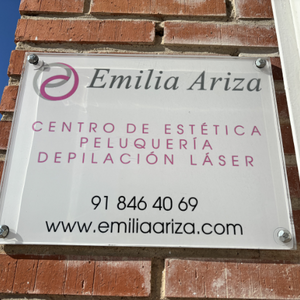 Emilia Ariza
CENTRO DE ESTÉTICA
PELUQUERÍA
DEPILACIÓN LÁSER
91 846 40 69
www.emiliaariza.com